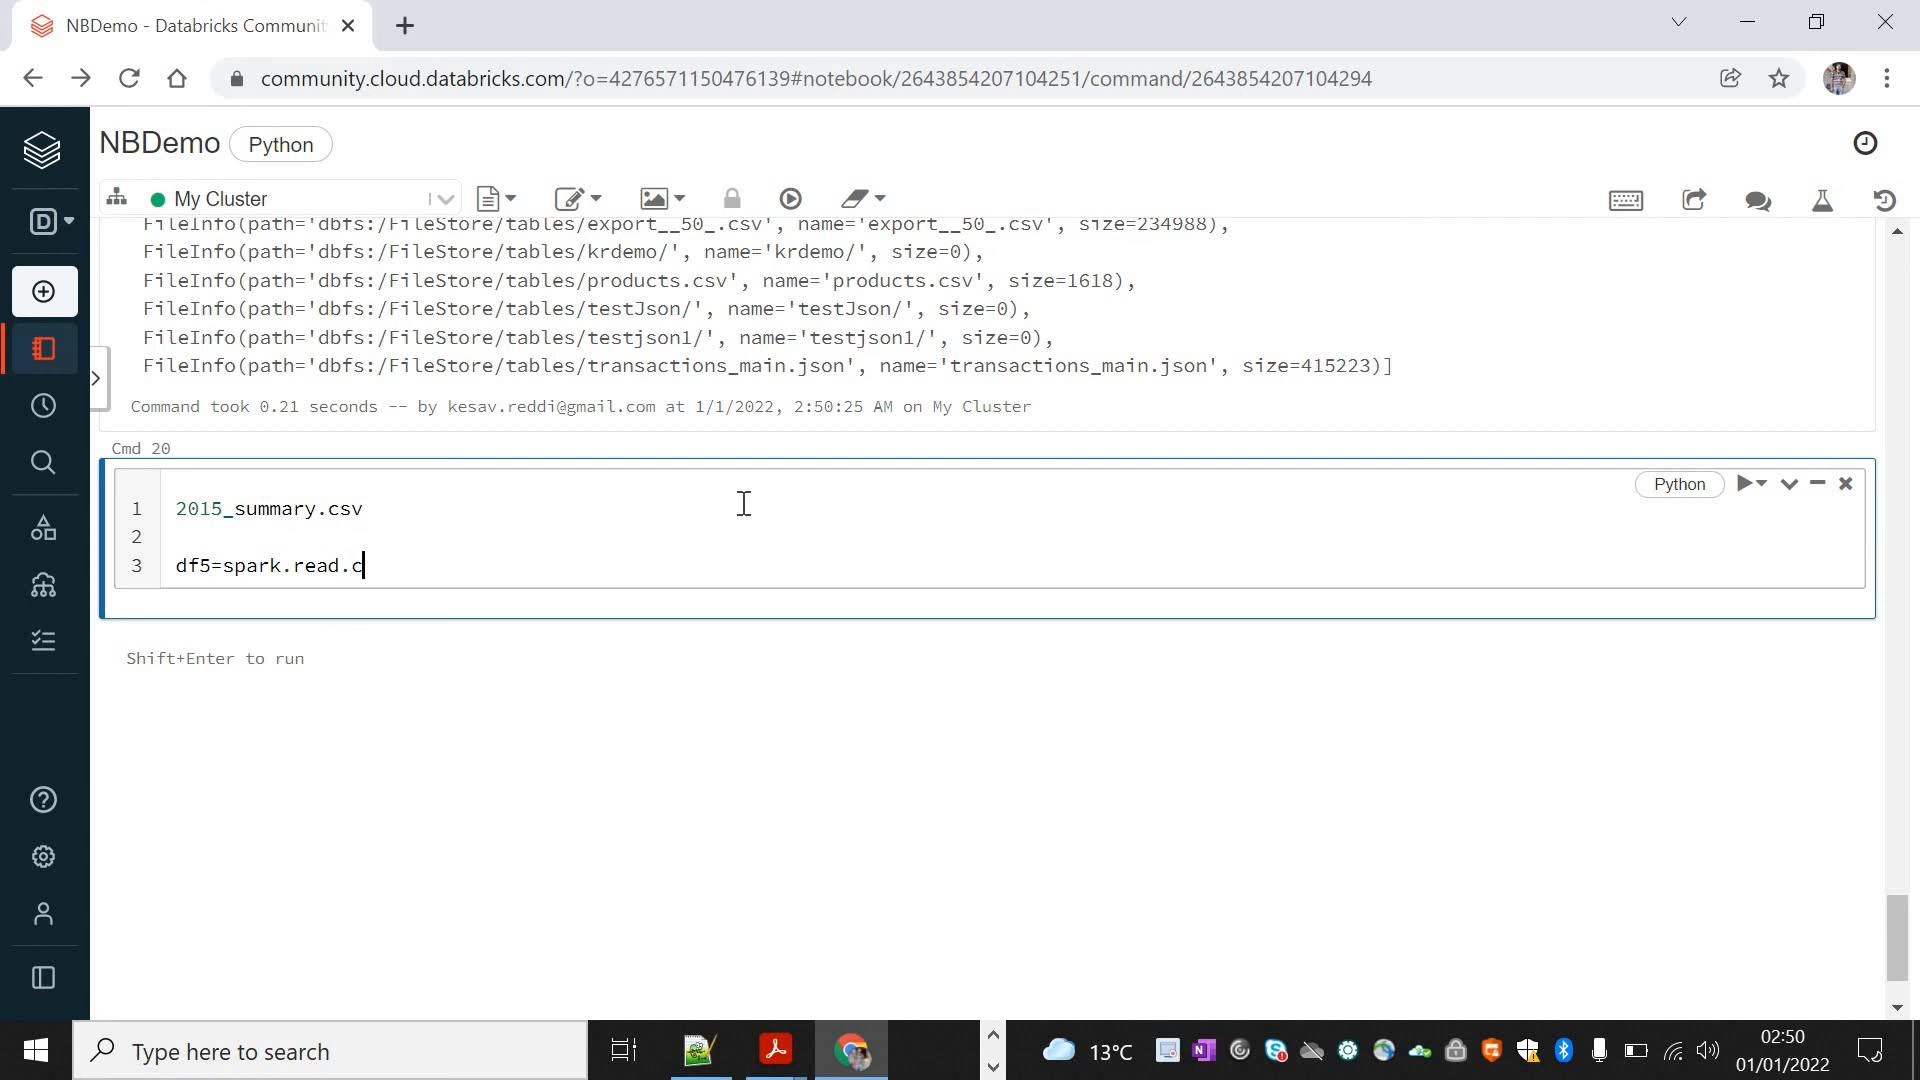 NBDemo - Databricks Communit
community.cloud.databricks.com/?o=4276571150476139#notebook/2643854207104251/command/2643854207104294
NBDemo Python
D
My Cluster
FileInfo(path='dbfs:/FileStore/tables/export__50_.csv', name='export__50_.csv', size=234988),
FileInfo(path='dbfs:/FileStore/tables/krdemo/', name='krdemo/', size=0),
FileInfo(path='dbfs:/FileStore/tables/products.csv', name='products.csv', size=1618),
FileInfo(path='dbfs:/FileStore/tables/testJson/', name='testJson/', size=0),
FileInfo(path='dbfs:/FileStore/tables/testjson1/', name='testjson1/', size=0),
FileInfo(path='dbfs:/FileStore/tables/transactions_main.json', name='transactions_main.json', size=415223)]
Command took 0.21 seconds -- by kesav.reddi@gmail.com at 1/1/2022, 2:50:25 AM on My Cluster
Cmd 20
Python
1 2015_summary.csv
2
3 df5=spark.read.c
Shift+Enter to run
Type here to search
13°C
02:50
01/01/2022